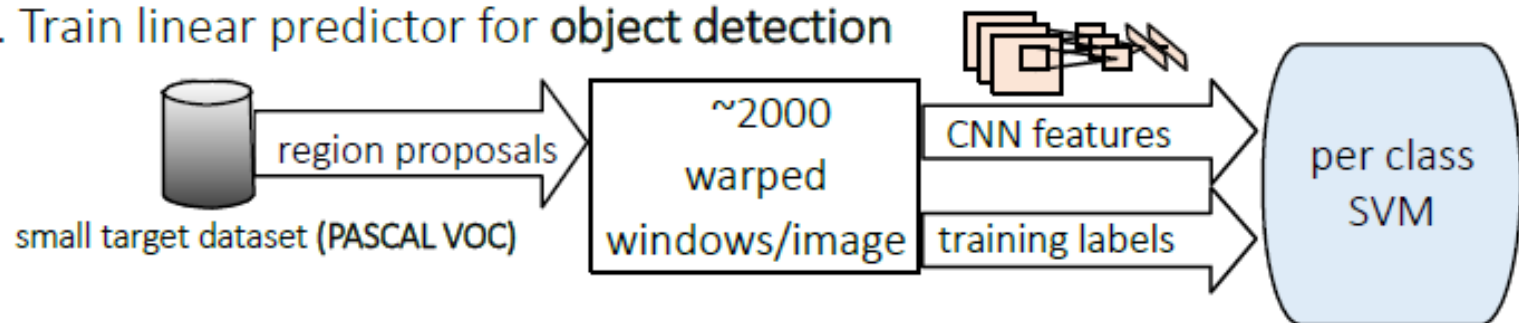 . Train linear predictor for object detection
region proposals
small target dataset (PASCAL VOC)
~2000
warped
windows/image
CNN features
training labels
per class
SVM